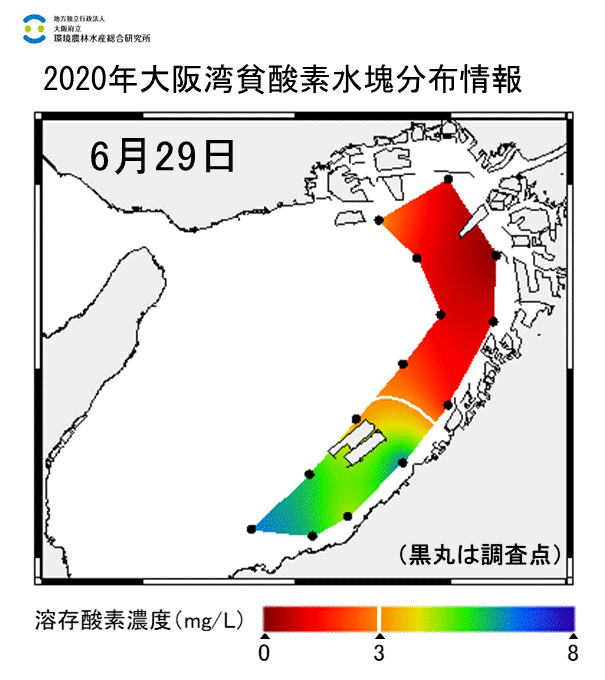 地方独立行政法人
大阪府立
環境農林水産総合研究所
2020年大阪湾貧酸素水塊分布情報
6月29日
(黒丸は調査点)
溶存酸素濃度(mg/L)
0 3 8